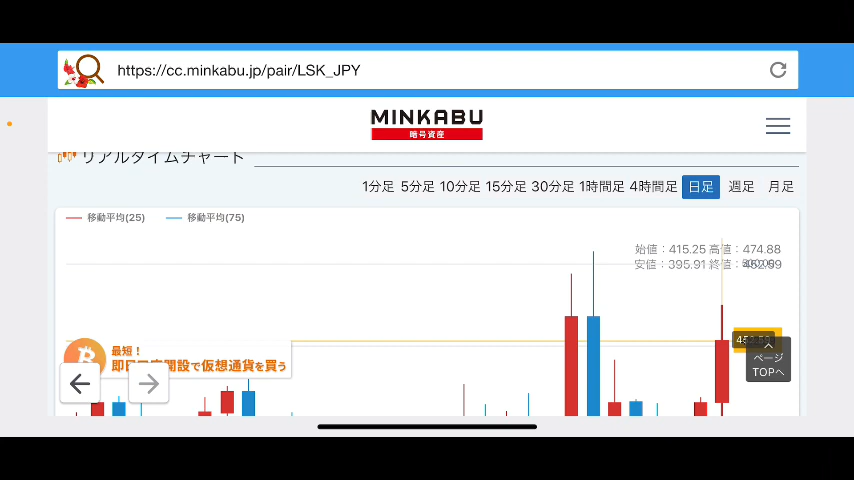 https://cc.minkabu.jp/pair/LSK_JPY
MINKABU
暗号資産
リアルタイムチャート
1分足 5分足 10分足 15分足 30分足 1時間足 4時間足 日足 週足 月足
移動平均(25) 移動平均(75)
始値：415.25 高値：474.88
安値：395.91 終値：
最短！
即日口座開設で仮想通貨を買う
ページ
TOPへ